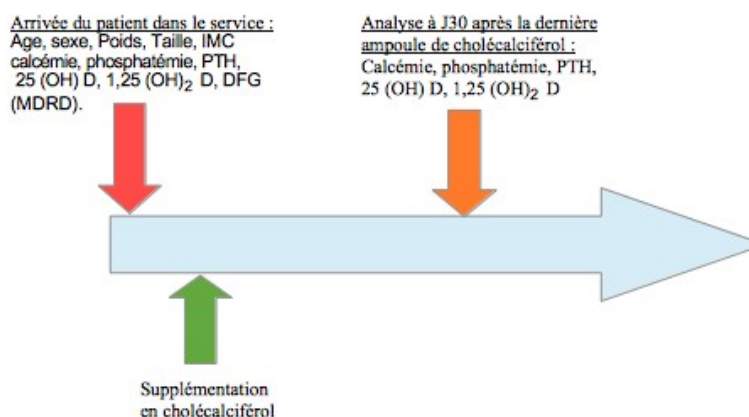 Arrivée du patient dans le service :
Age, sexe, Poids, Taille, IMC
calcémie, phosphatémie, PTH,
25 (OH) D, 1,25 (OH)₂ D, DFG
(MDRD).
Analyse à J30 après la dernière
ampoule de cholécalciférol :
Calcémie, phosphatémie, PTH,
25 (OH) D, 1,25 (OH)₂ D
Supplémentation
en cholécalciférol